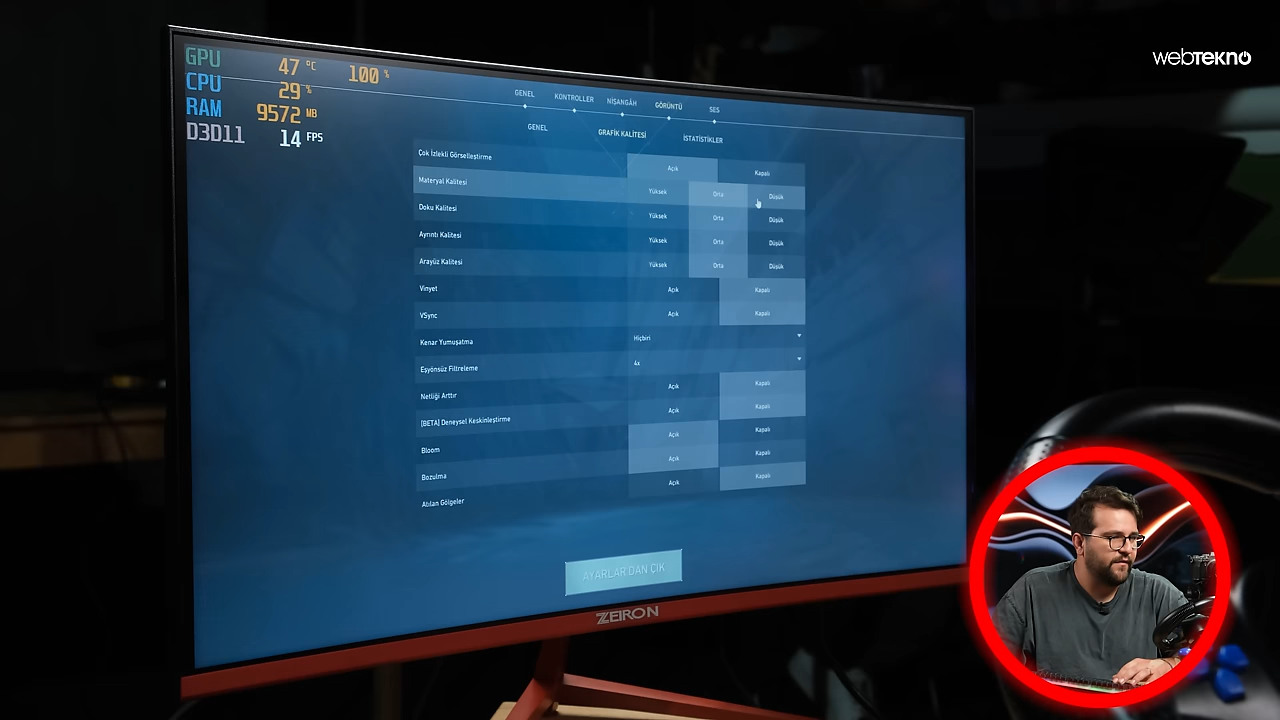 webTEKNO
GPU 47 °C 100 %
CPU 29 %
RAM 9572 MB
D3D11 14 FPS
GENEL KONTROLLER NİŞANGÂH GÖRÜNTÜ SES
GENEL GRAFİK KALİTESİ İSTATİSTİKLER
Çok İzlekli Görselleştirme Açık Kapalı
Materyal Kalitesi Yüksek Orta Düşük
Doku Kalitesi Yüksek Orta Düşük
Ayrıntı Kalitesi Yüksek Orta Düşük
Arayüz Kalitesi Yüksek Orta Düşük
Vinyet Açık Kapalı
VSync Açık Kapalı
Kenar Yumuşatma Hiçbiri
Eşyönsüz Filtreleme 4x
Netliği Arttır Açık Kapalı
[BETA] Deneysel Keskinleştirme Açık Kapalı
Bloom Açık Kapalı
Bozulma Açık Kapalı
Atılan Gölgeler Açık Kapalı
AYARLAR'DAN ÇIK
ZEIRON